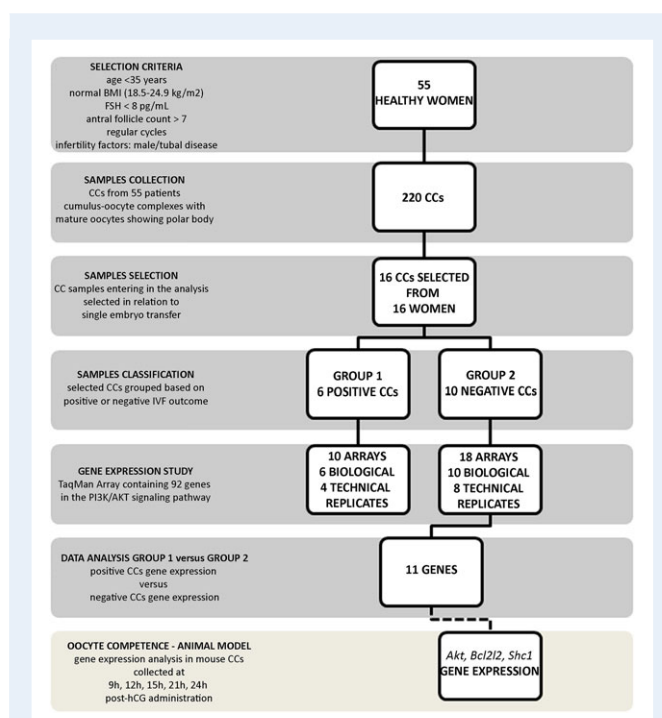 SELECTION CRITERIA
age <35 years
normal BMI (18.5-24.9 kg/m2)
FSH < 8 pg/mL
antral follicle count > 7
regular cycles
infertility factors: male/tubal disease
55
HEALTHY WOMEN
SAMPLES COLLECTION
CCs from 55 patients
cumulus-oocyte complexes with
mature oocytes showing polar body
220 CCs
SAMPLES SELECTION
CC samples entering in the analysis
selected in relation to
single embryo transfer
16 CCs SELECTED
FROM
16 WOMEN
SAMPLES CLASSIFICATION
selected CCs grouped based on
positive or negative IVF outcome
GROUP 1
6 POSITIVE CCs
GROUP 2
10 NEGATIVE CCs
GENE EXPRESSION STUDY
TaqMan Array containing 92 genes
in the PI3K/AKT signaling pathway
10 ARRAYS
6 BIOLOGICAL
4 TECHNICAL
REPLICATES
18 ARRAYS
10 BIOLOGICAL
8 TECHNICAL
REPLICATES
DATA ANALYSIS GROUP 1 versus GROUP 2
positive CCs gene expression
versus
negative CCs gene expression
11 GENES
OOCYTE COMPETENCE - ANIMAL MODEL
gene expression analysis in mouse CCs
collected at
9h, 12h, 15h, 21h, 24h
post-hCG administration
Akt, Bcl2l2, Shc1
GENE EXPRESSION